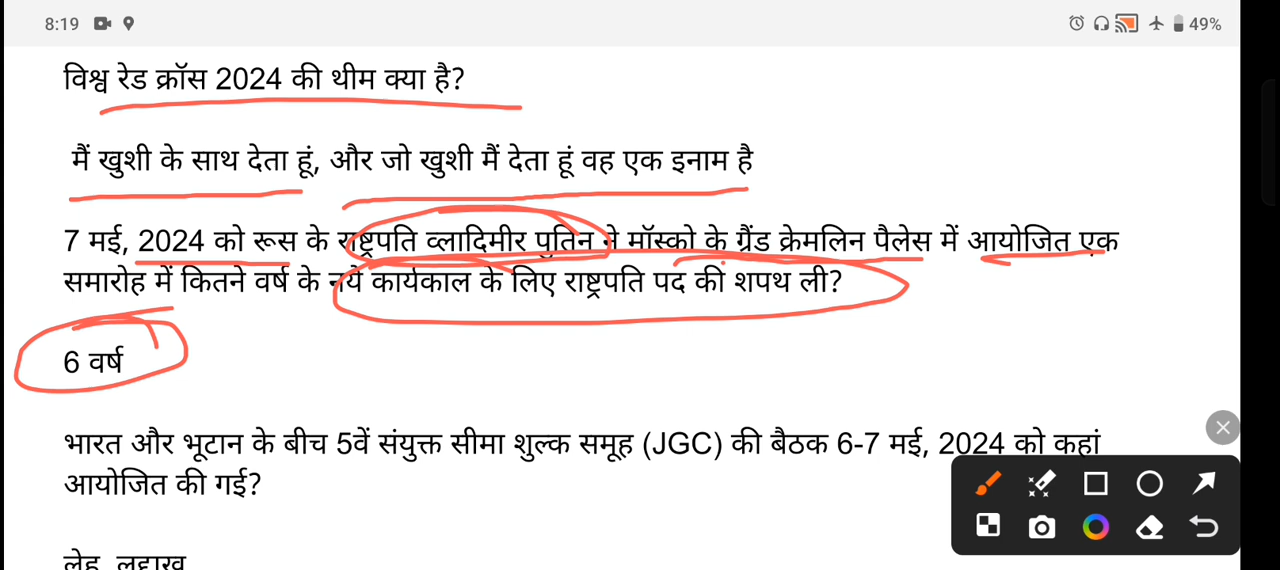 8:19 49%
विश्व रेड क्रॉस 2024 की थीम क्या है?
मैं खुशी के साथ देता हूं, और जो खुशी मैं देता हूं वह एक इनाम है
7 मई, 2024 को रूस के राष्ट्रपति व्लादिमीर पुतिन ने मॉस्को के ग्रैंड क्रेमलिन पैलेस में आयोजित एक
समारोह में कितने वर्ष के नये कार्यकाल के लिए राष्ट्रपति पद की शपथ ली?
6 वर्ष
भारत और भूटान के बीच 5वें संयुक्त सीमा शुल्क समूह (JGC) की बैठक 6-7 मई, 2024 को कहां
आयोजित की गई?
लेह, लद्दाख